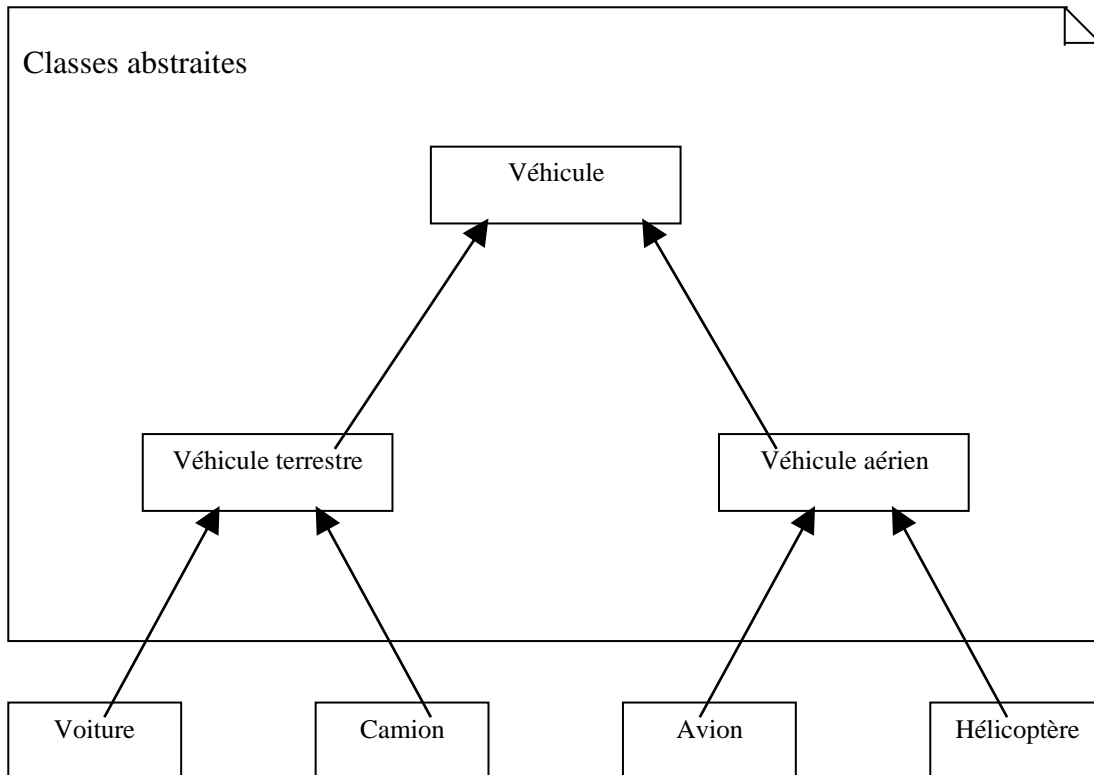 Classes abstraites
Véhicule
Véhicule terrestre
Véhicule aérien
Voiture
Camion
Avion
Hélicoptère